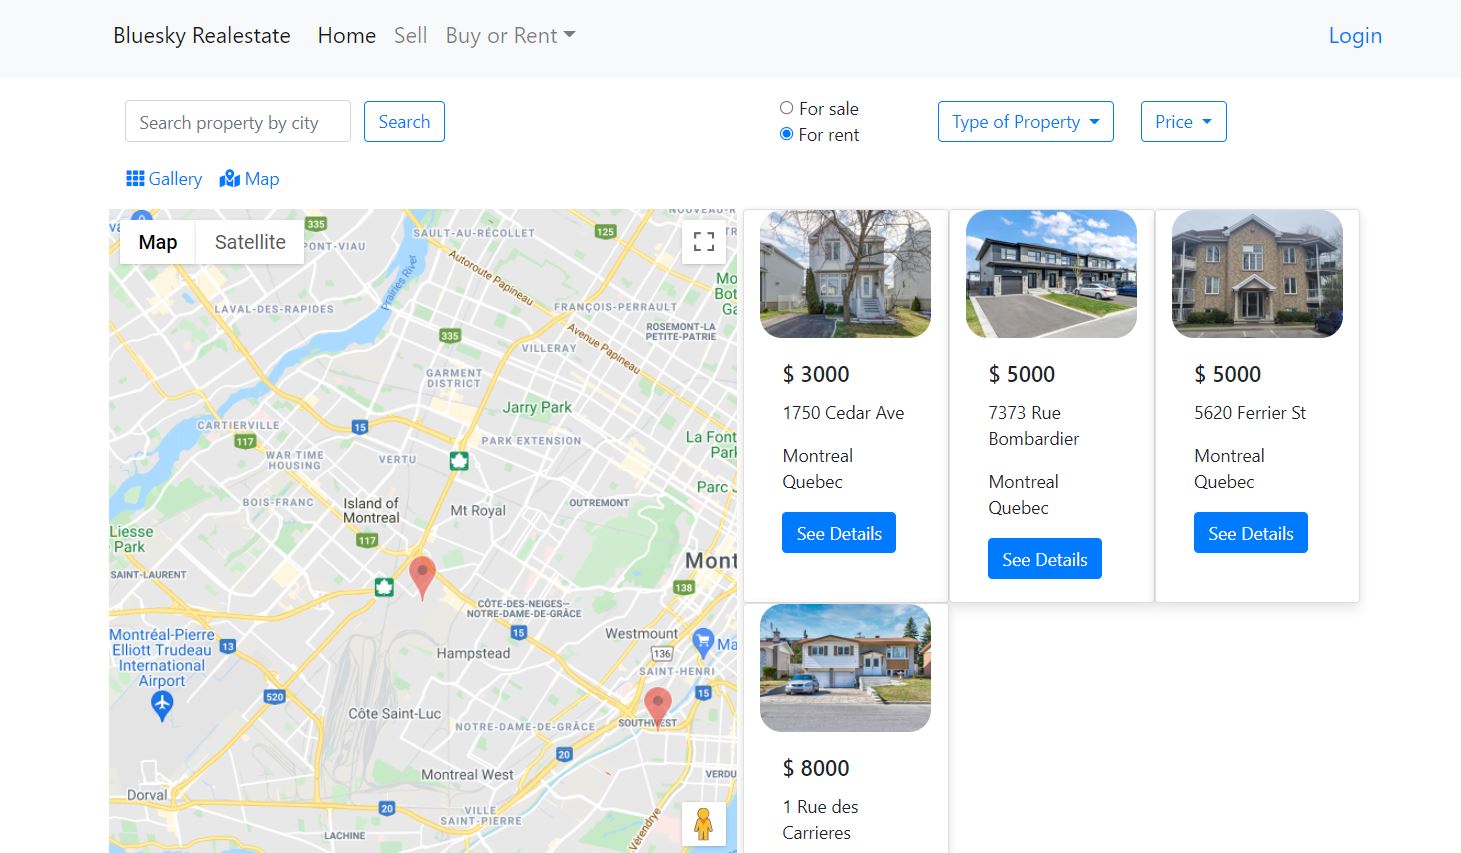 Bluesky Realestate Home Sell Buy or Rent Login
Search property by city Search
For sale
For rent
Type of Property Price
Gallery Map
Map Satellite
335
PONT-VIAU
SAULT-AU-RÉCOLLET
125
NOUVEAU-R
Autoroute Papineau
Prairies River
LAVAL-DES-RAPIDES
FRANÇOIS-PERRAULT
Mo
Bot
Ga
335
Avenue Papineau
ROSEMONT-LA
PETITE-PATRIE
VILLERAY
GARMENT
DISTRICT
Jarry Park
CARTIERVILLE
15
117
PARK EXTENSION
La Font
Park
WAR TIME
HOUSING
VERTU
Parc J
BOIS-FRANC
Island of
Montreal
Mt Royal
OUTREMONT
Liesse
Park
117
Mont
SAINT-LAURENT
138
CÔTE-DES-NEIGES—
NOTRE-DAME-DE-GRÂCE
Montréal-Pierre
Elliott Trudeau
International
Airport
13
15
Westmount
136
Ma
Hampstead
SAINT-HENRI
520
15
Côte Saint-Luc
NOTRE-DAME-DE-GRÂCE
SOUTHWEST
20
Montreal West
VERDU
Dorval
20
VILLE
SAINT-PIERRE
LACHINE
Vérendrye
$ 3000
1750 Cedar Ave
Montreal
Quebec
See Details
$ 5000
7373 Rue
Bombardier
Montreal
Quebec
See Details
$ 5000
5620 Ferrier St
Montreal
Quebec
See Details
$ 8000
1 Rue des
Carrieres